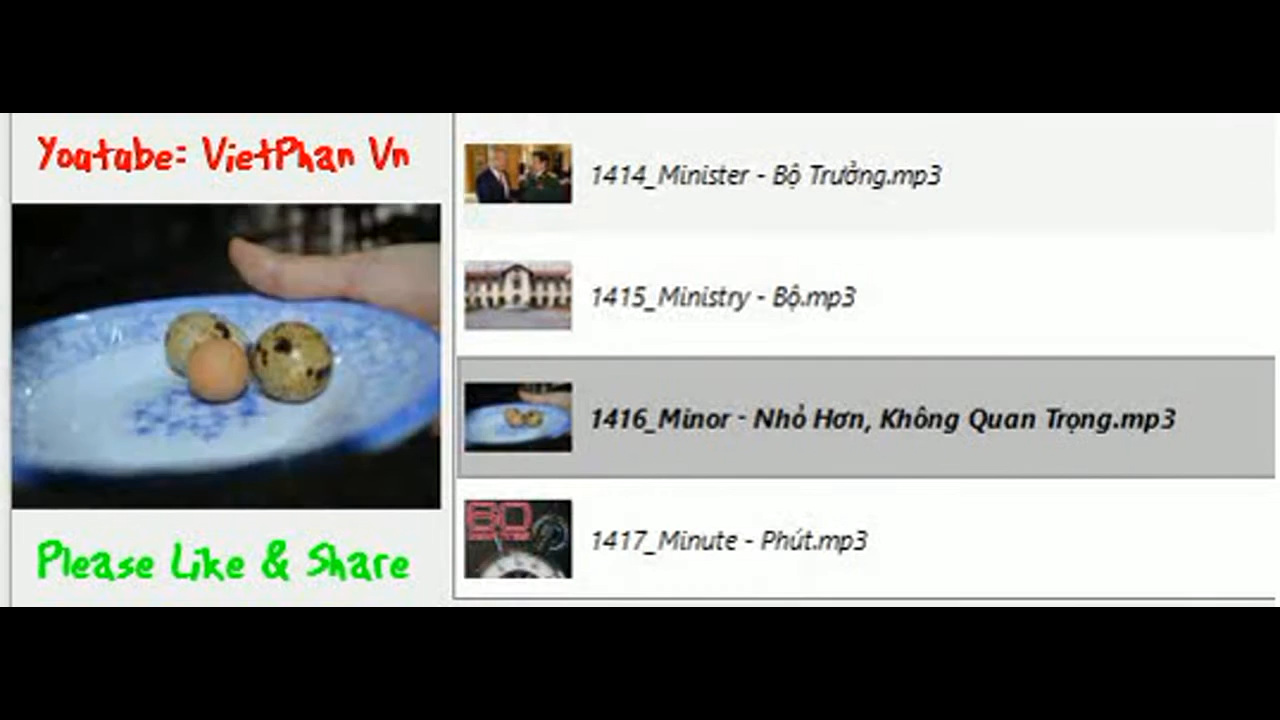 Youtube: VietPhan Vn
Please Like & Share
1414_Minister - Bộ Trưởng.mp3
1415_Ministry - Bộ.mp3
1416_Minor - Nhỏ Hơn, Không Quan Trọng.mp3
1417_Minute - Phút.mp3
60